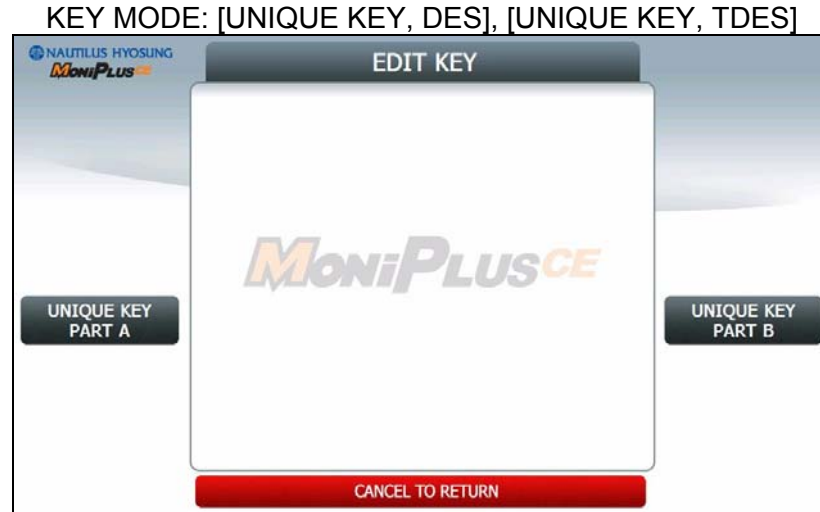 KEY MODE: [UNIQUE KEY, DES], [UNIQUE KEY, TDES]
NAUTILUS HYOSUNG
MONiPLUSCE
EDIT KEY
MONiPLUSCE
UNIQUE KEY
PART A
UNIQUE KEY
PART B
CANCEL TO RETURN